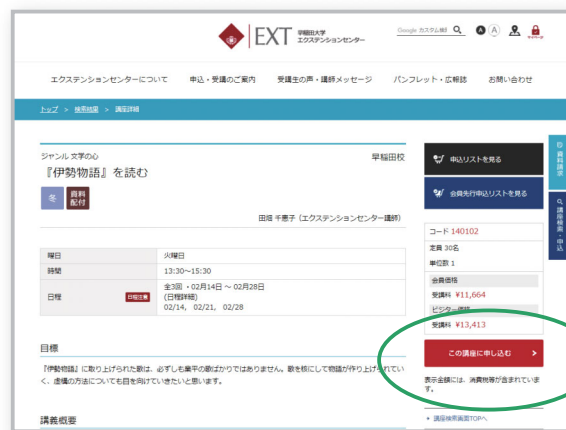 EXT 早稲田大学
エクステンションセンター
Google カスタム検索
A A
マイページ
エクステンションセンターについて 申込・受講のご案内 受講生の声・講師メッセージ パンフレット・広報誌 お問い合わせ
トップ > 検索結果 > 講座詳細
ジャンル 文学の心 早稲田校
『伊勢物語』を読む
冬 資料
配付
田畑 千恵子 (エクステンションセンター講師)
曜日 火曜日
時間 13:30~15:30
日程 日程注意 全3回 ・02月14日 ~ 02月28日
(日程詳細)
02/14, 02/21, 02/28
目標
『伊勢物語』に取り上げられた歌は、必ずしも業平の歌ばかりではありません。歌を核にして物語が作り上げられてい
く、虚構の方法についても目を向けていきたいと思います。
講義概要
申込リストを見る
会員先行申込リストを見る
コード 140102
定員 30名
単位数 1
会員価格
受講料 ¥11,664
ビジター価格
受講料 ¥13,413
この講座に申し込む >
表示金額には、消費税等が含まれていま
す。
講座検索画面TOPへ
資料請求
講座検索・申込